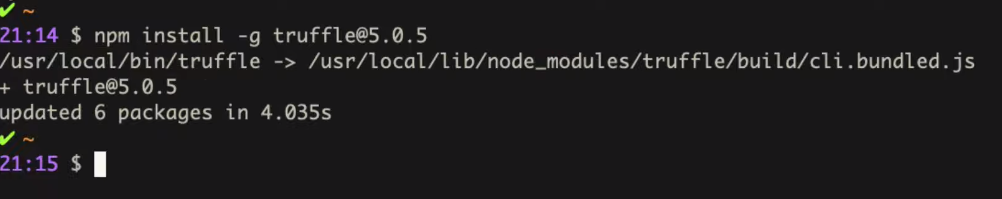 ✔ ~
21:14 $ npm install -g truffle@5.0.5
/usr/local/bin/truffle -> /usr/local/lib/node_modules/truffle/build/cli.bundled.js
+ truffle@5.0.5
updated 6 packages in 4.035s
✔ ~
21:15 $